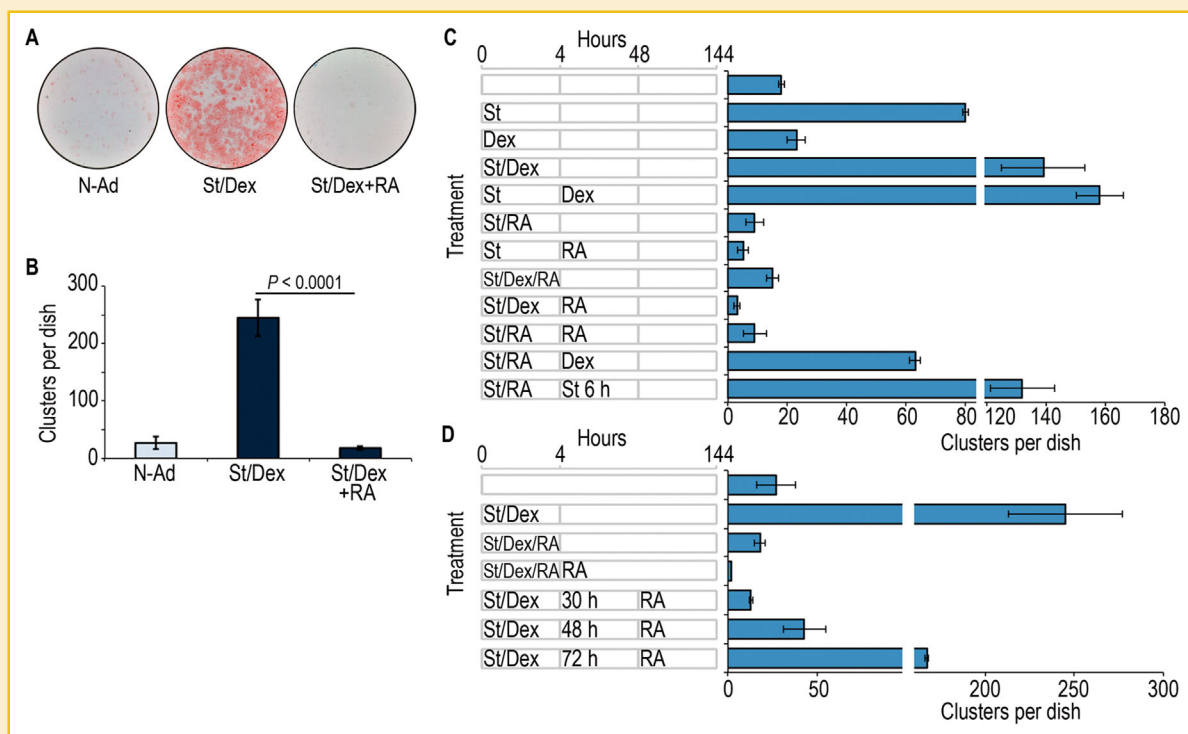 A
N-Ad St/Dex St/Dex+RA
B
P < 0.0001
Clusters per dish
300
200
100
0
N-Ad St/Dex St/Dex
+RA
C
Hours
0 4 48 144
Treatment
St
Dex
St/Dex
St Dex
St/RA
St RA
St/Dex/RA
St/Dex RA
St/RA RA
St/RA Dex
St/RA St 6 h
0 20 40 60 80 120 140 160 180
Clusters per dish
D
Hours
0 4 144
Treatment
St/Dex
St/Dex/RA
St/Dex/RA RA
St/Dex 30 h RA
St/Dex 48 h RA
St/Dex 72 h RA
0 50 200 250 300
Clusters per dish